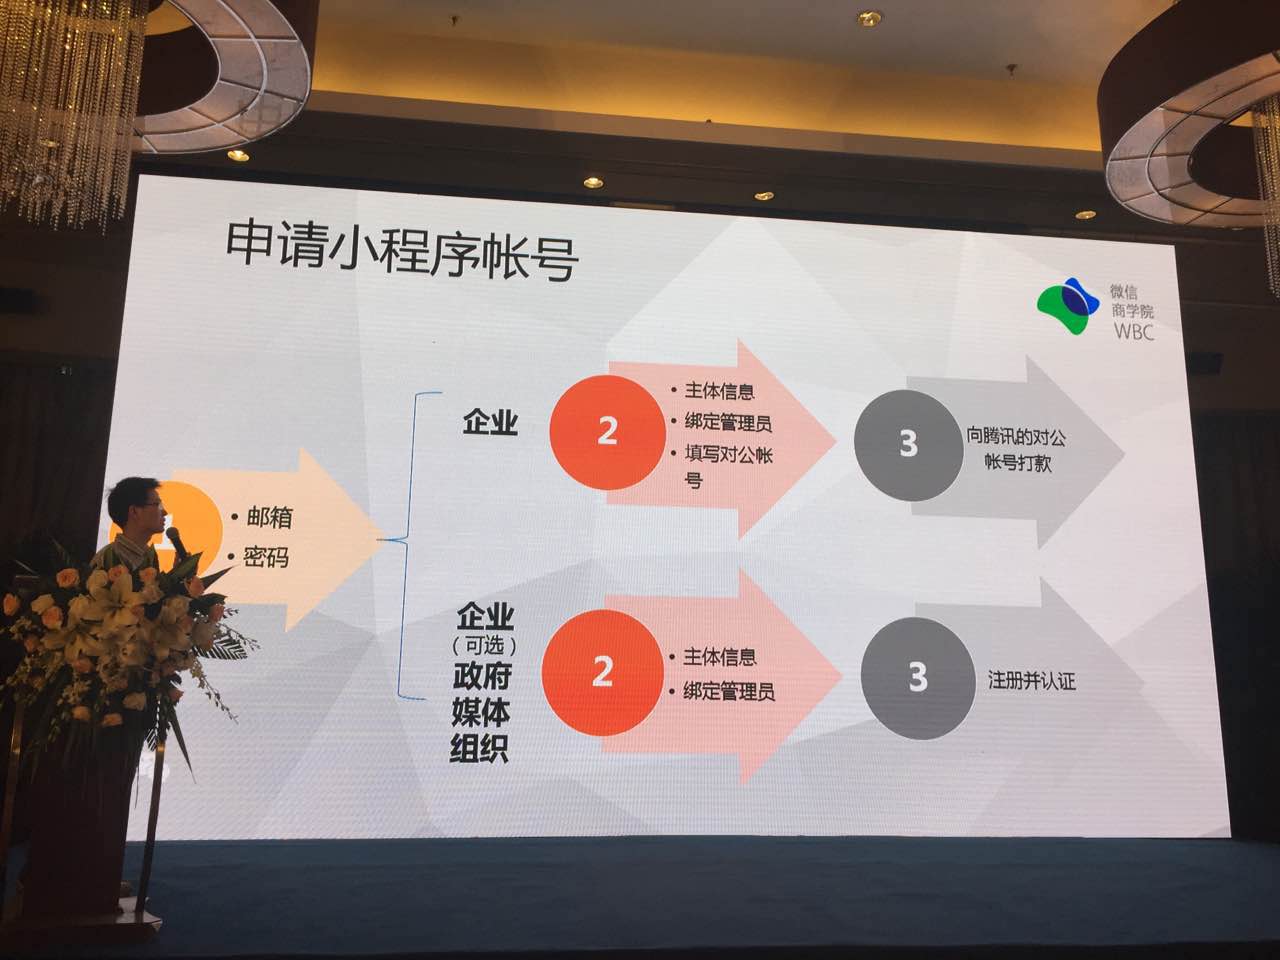 申请小程序帐号
微信
商学院
WBC
1
• 邮箱
• 密码
企业
2
• 主体信息
• 绑定管理员
• 填写对公帐
号
3
向腾讯的对公
帐号打款
企业
（可选）
政府
媒体
组织
2
• 主体信息
• 绑定管理员
3
注册并认证